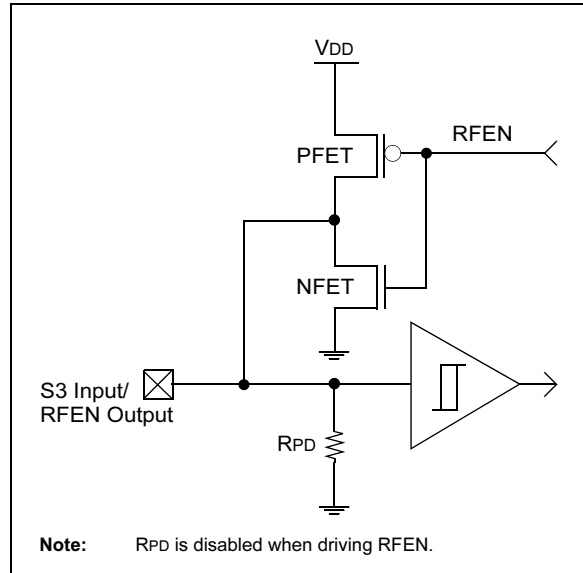 VDD
RFEN
PFET
NFET
S3 Input/
RFEN Output
RPD
Note: RPD is disabled when driving RFEN.